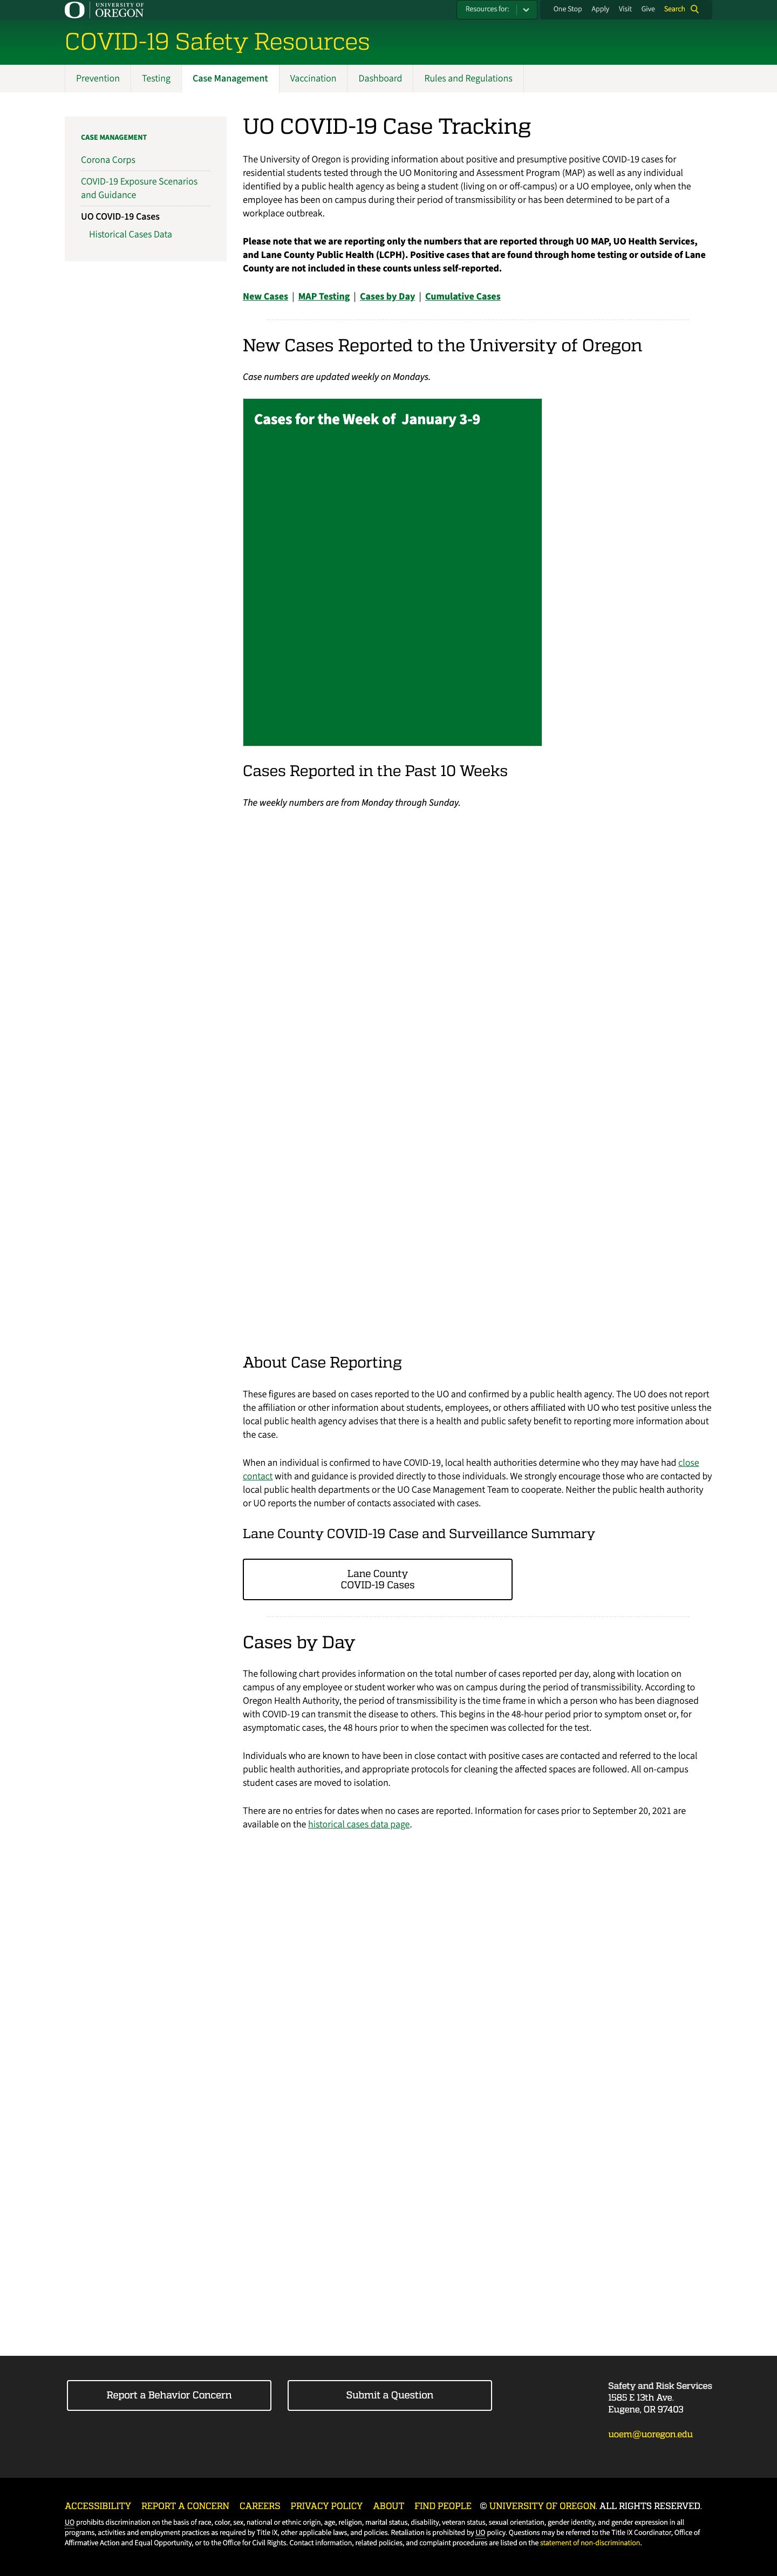 UNIVERSITY OF
OREGON
Resources for:
One Stop Apply Visit Give Search
COVID-19 Safety Resources
Prevention Testing Case Management Vaccination Dashboard Rules and Regulations
CASE MANAGEMENT
Corona Corps
COVID-19 Exposure Scenarios
and Guidance
UO COVID-19 Cases
Historical Cases Data
UO COVID-19 Case Tracking
The University of Oregon is providing information about positive and presumptive positive COVID-19 cases for
residential students tested through the UO Monitoring and Assessment Program (MAP) as well as any individual
identified by a public health agency as being a student (living on or off-campus) or a UO employee, only when the
employee has been on campus during their period of transmissibility or has been determined to be part of a
workplace outbreak.
Please note that we are reporting only the numbers that are reported through UO MAP, UO Health Services,
and Lane County Public Health (LCPH). Positive cases that are found through home testing or outside of Lane
County are not included in these counts unless self-reported.
New Cases | MAP Testing | Cases by Day | Cumulative Cases
New Cases Reported to the University of Oregon
Case numbers are updated weekly on Mondays.
Cases for the Week of January 3-9
Cases Reported in the Past 10 Weeks
The weekly numbers are from Monday through Sunday.
About Case Reporting
These figures are based on cases reported to the UO and confirmed by a public health agency. The UO does not report
the affiliation or other information about students, employees, or others affiliated with UO who test positive unless the
local public health agency advises that there is a health and public safety benefit to reporting more information about
the case.
When an individual is confirmed to have COVID-19, local health authorities determine who they may have had close
contact with and guidance is provided directly to those individuals. We strongly encourage those who are contacted by
local public health departments or the UO Case Management Team to cooperate. Neither the public health authority
or UO reports the number of contacts associated with cases.
Lane County COVID-19 Case and Surveillance Summary
Lane County
COVID-19 Cases
Cases by Day
The following chart provides information on the total number of cases reported per day, along with location on
campus of any employee or student worker who was on campus during the period of transmissibility. According to
Oregon Health Authority, the period of transmissibility is the time frame in which a person who has been diagnosed
with COVID-19 can transmit the disease to others. This begins in the 48-hour period prior to symptom onset or, for
asymptomatic cases, the 48 hours prior to when the specimen was collected for the test.
Individuals who are known to have been in close contact with positive cases are contacted and referred to the local
public health authorities, and appropriate protocols for cleaning the affected spaces are followed. All on-campus
student cases are moved to isolation.
There are no entries for dates when no cases are reported. Information for cases prior to September 20, 2021 are
available on the historical cases data page.
Report a Behavior Concern
Submit a Question
Safety and Risk Services
1585 E 13th Ave.
Eugene, OR 97403
uoem@uoregon.edu
ACCESSIBILITY REPORT A CONCERN CAREERS PRIVACY POLICY ABOUT FIND PEOPLE © UNIVERSITY OF OREGON. ALL RIGHTS RESERVED.
UO prohibits discrimination on the basis of race, color, sex, national or ethnic origin, age, religion, marital status, disability, veteran status, sexual orientation, gender identity, and gender expression in all
programs, activities and employment practices as required by Title IX, other applicable laws, and policies. Retaliation is prohibited by UO policy. Questions may be referred to the Title IX Coordinator, Office of
Affirmative Action and Equal Opportunity, or to the Office for Civil Rights. Contact information, related policies, and complaint procedures are listed on the statement of non-discrimination.